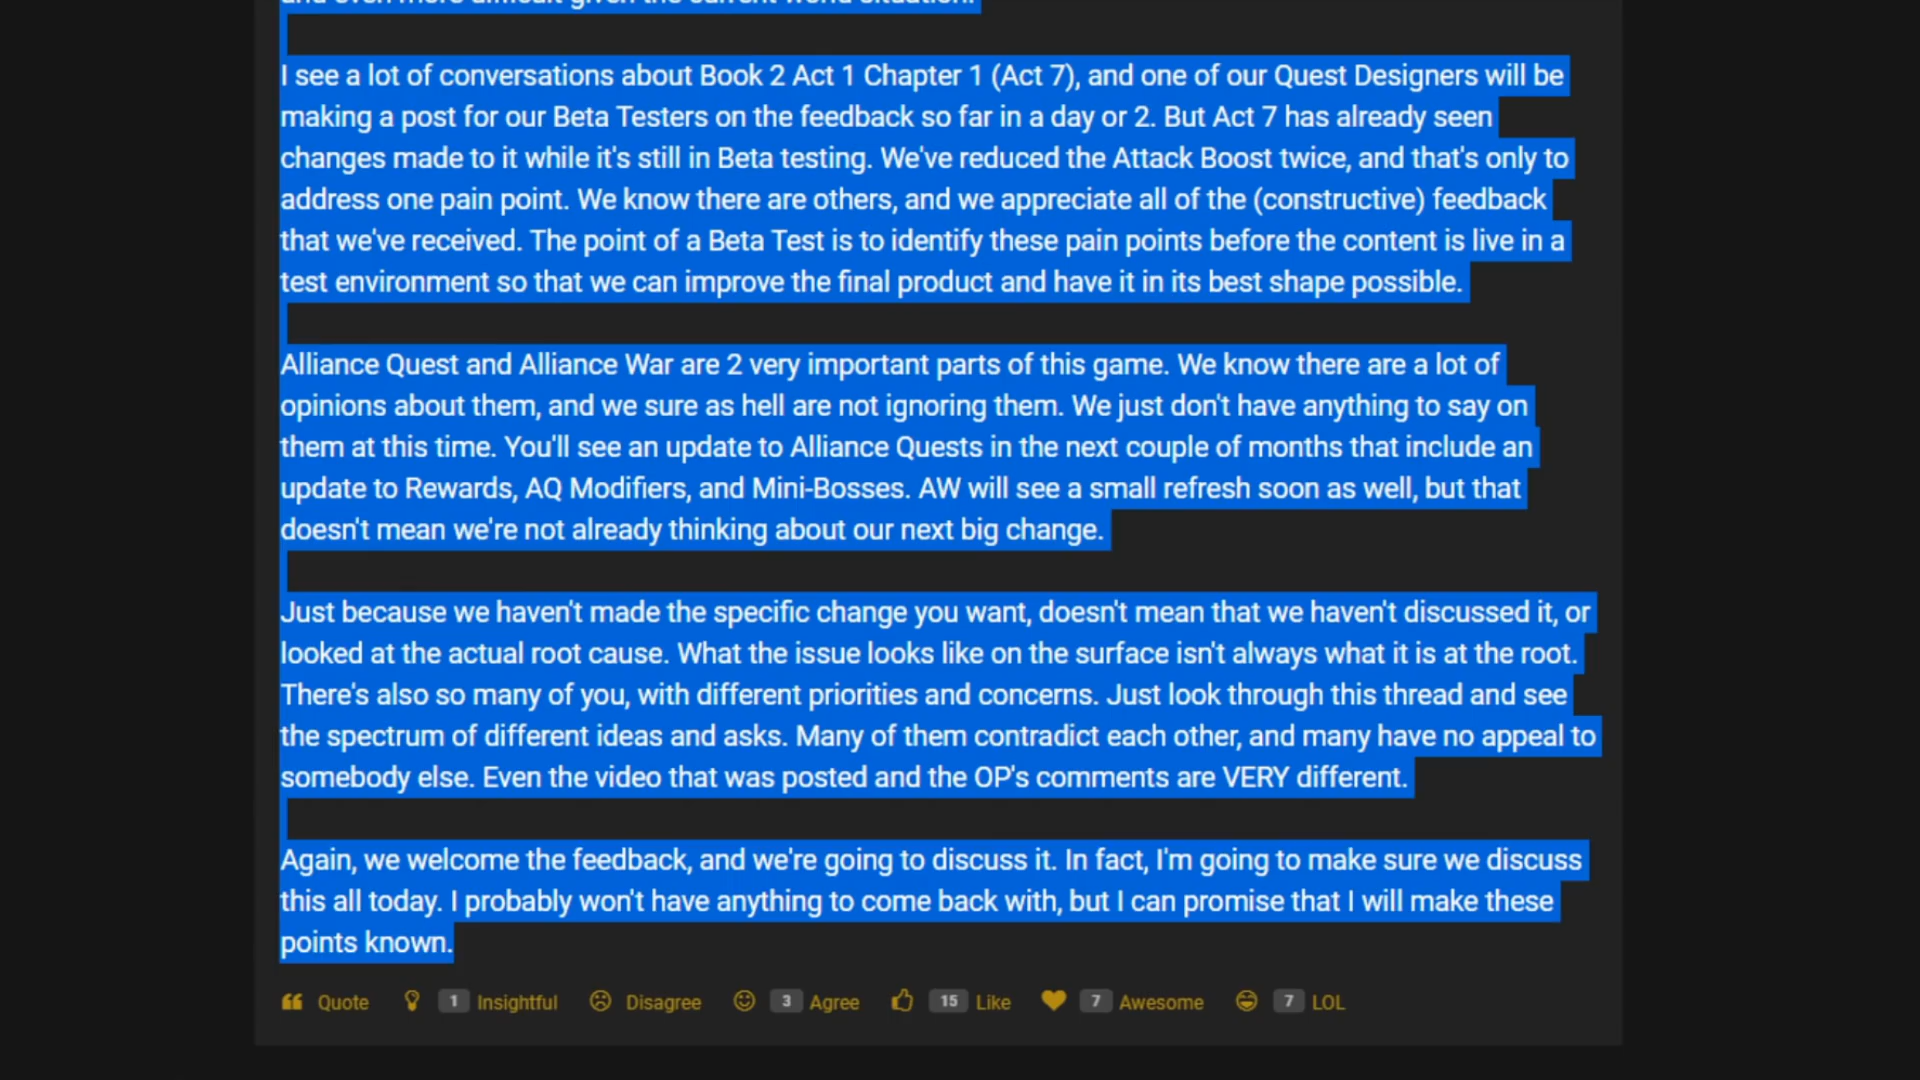 and even more difficult given the current world situation.
I see a lot of conversations about Book 2 Act 1 Chapter 1 (Act 7), and one of our Quest Designers will be
making a post for our Beta Testers on the feedback so far in a day or 2. But Act 7 has already seen
changes made to it while it's still in Beta testing. We've reduced the Attack Boost twice, and that's only to
address one pain point. We know there are others, and we appreciate all of the (constructive) feedback
that we've received. The point of a Beta Test is to identify these pain points before the content is live in a
test environment so that we can improve the final product and have it in its best shape possible.
Alliance Quest and Alliance War are 2 very important parts of this game. We know there are a lot of
opinions about them, and we sure as hell are not ignoring them. We just don't have anything to say on
them at this time. You'll see an update to Alliance Quests in the next couple of months that include an
update to Rewards, AQ Modifiers, and Mini-Bosses. AW will see a small refresh soon as well, but that
doesn't mean we're not already thinking about our next big change.
Just because we haven't made the specific change you want, doesn't mean that we haven't discussed it, or
looked at the actual root cause. What the issue looks like on the surface isn't always what it is at the root.
There's also so many of you, with different priorities and concerns. Just look through this thread and see
the spectrum of different ideas and asks. Many of them contradict each other, and many have no appeal to
somebody else. Even the video that was posted and the OP's comments are VERY different.
Again, we welcome the feedback, and we're going to discuss it. In fact, I'm going to make sure we discuss
this all today. I probably won't have anything to come back with, but I can promise that I will make these
points known.
Quote 1 Insightful Disagree 3 Agree 15 Like 7 Awesome 7 LOL